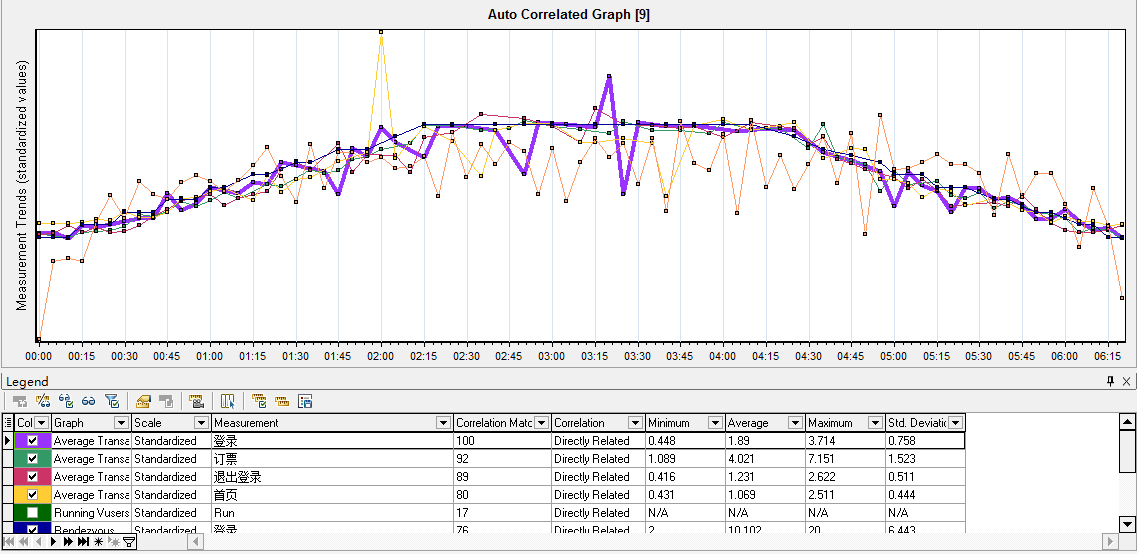 Auto Correlated Graph [9]
Measurement Trends (standardized values)
00:00 00:15 00:30 00:45 01:00 01:15 01:30 01:45 02:00 02:15 02:30 02:45 03:00 03:15 03:30 03:45 04:00 04:15 04:30 04:45 05:00 05:15 05:30 05:45 06:00 06:15
Legend
Col Graph Scale Measurement Correlation Matc Correlation Minimum Average Maximum Std. Deviatic
Average Transa Standardized 登录 100 Directly Related 0.448 1.89 3.714 0.758
Average Transa Standardized 订票 92 Directly Related 1.089 4.021 7.151 1.523
Average Transa Standardized 退出登录 89 Directly Related 0.416 1.231 2.622 0.511
Average Transa Standardized 首页 80 Directly Related 0.431 1.069 2.511 0.444
Running Vusers Standardized Run 17 Directly Related N/A N/A N/A N/A
Rendezvous Standardized 登录 76 Directly Related 2 10.102 20 6.443